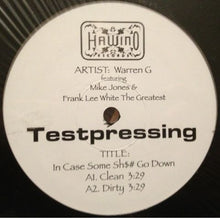 HAWINO
RECORDS
ARTIST: Warren G
featuring
Mike Jones &
Frank Lee White The Greatest
Testpressing
TITLE:
In Case Some Sh$# Go Down
A1. Clean 3:29
A2. Dirty 3:29